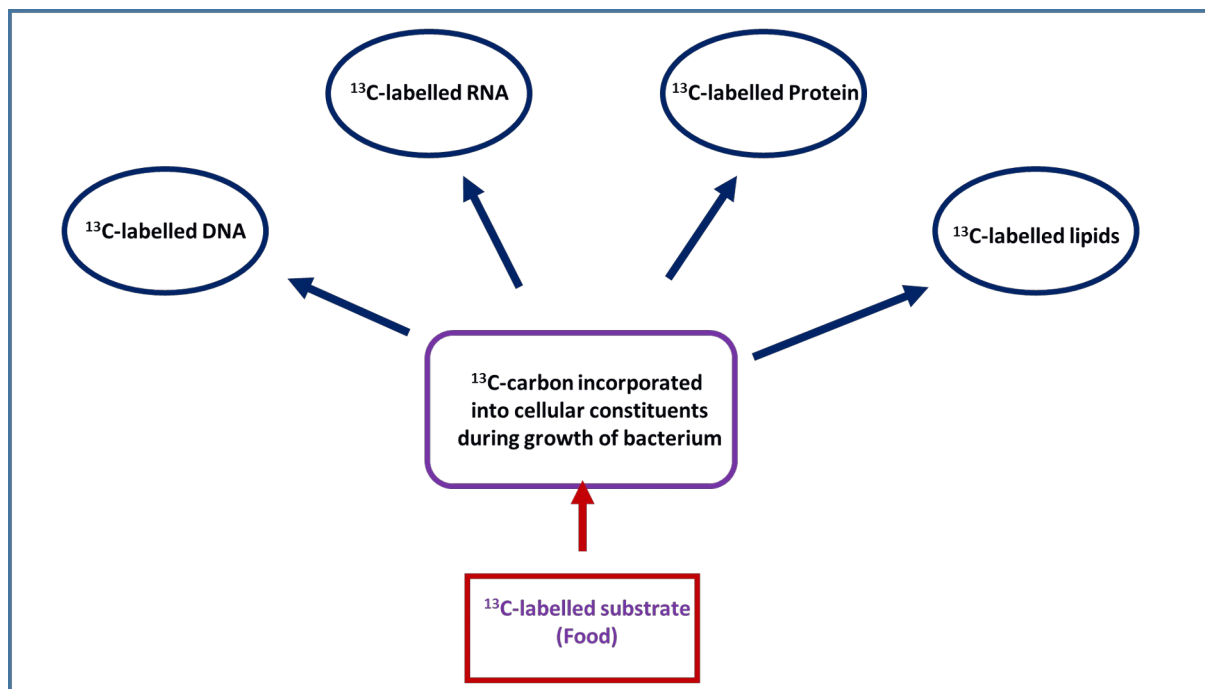 ¹³C-labelled RNA
¹³C-labelled Protein
¹³C-labelled DNA
¹³C-labelled lipids
¹³C-carbon incorporated
into cellular constituents
during growth of bacterium
¹³C-labelled substrate
(Food)